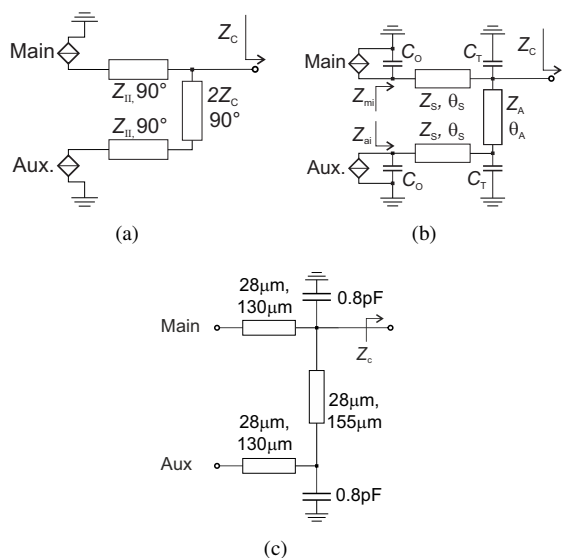 Z_C
Main
Z_II, 90°
2Z_C
90°
Z_II, 90°
Aux.
(a)
Z_C
Main
C_O
C_T
Z_mi
Z_S, θ_S
Z_A
θ_A
Z_ai
Z_S, θ_S
Aux.
C_O
C_T
(b)
28μm,
130μm
0.8pF
Main
Z_c
28μm,
155μm
28μm,
130μm
Aux
0.8pF
(c)